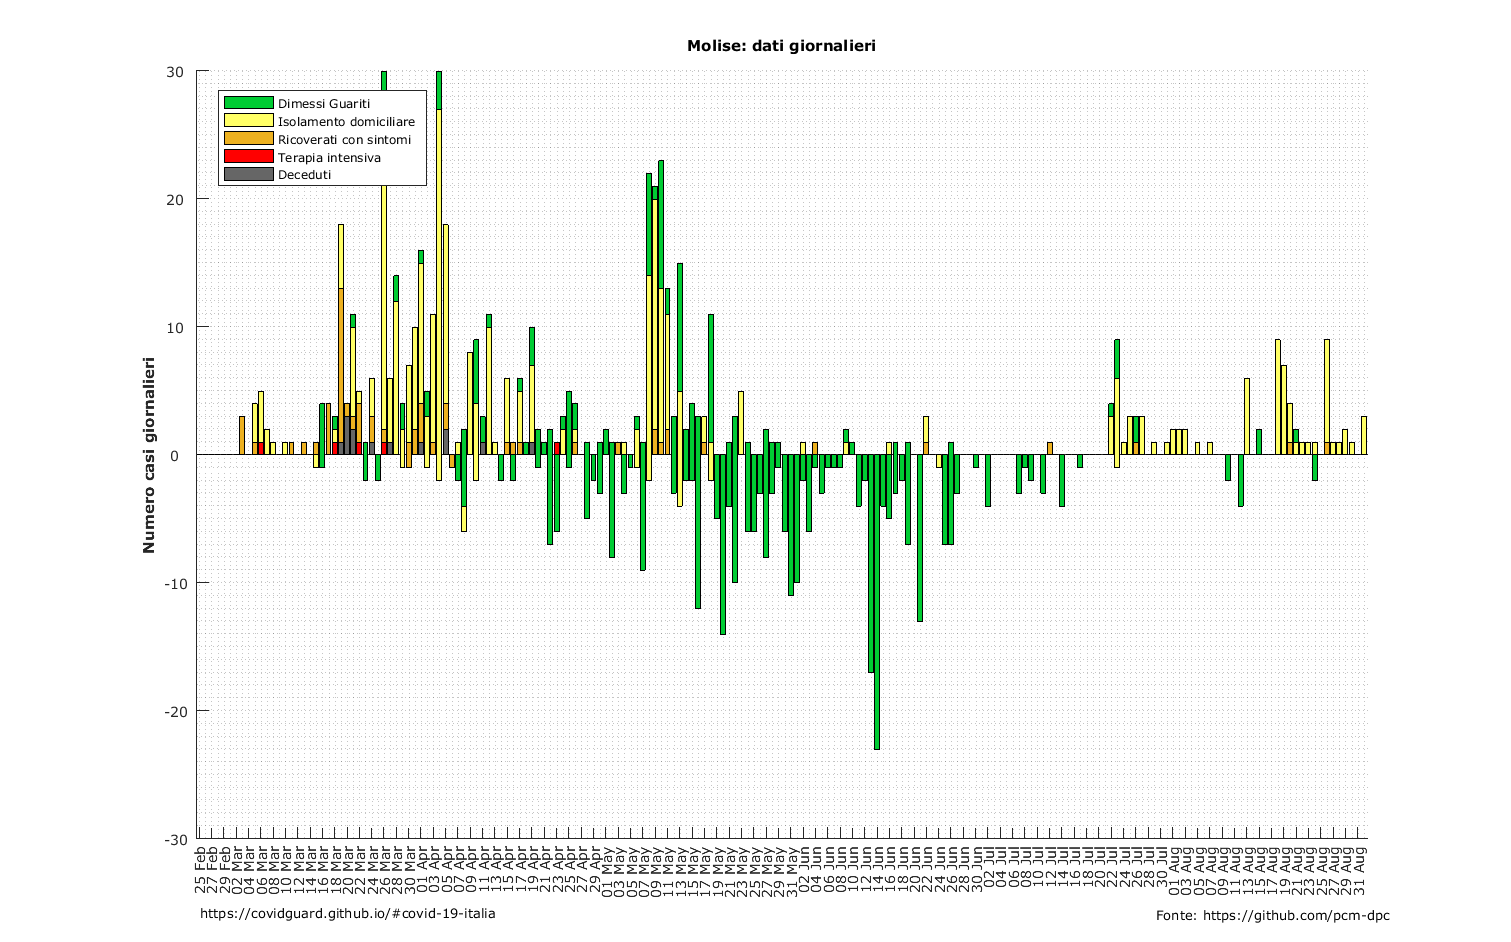 Molise: dati giornalieri
30
20
10
0
-10
-20
-30
Numero casi giornalieri
Dimessi Guariti
Isolamento domiciliare
Ricoverati con sintomi
Terapia intensiva
Deceduti
25 Feb
27 Feb
29 Feb
02 Mar
04 Mar
06 Mar
08 Mar
10 Mar
12 Mar
14 Mar
16 Mar
18 Mar
20 Mar
22 Mar
24 Mar
26 Mar
28 Mar
30 Mar
01 Apr
03 Apr
05 Apr
07 Apr
09 Apr
11 Apr
13 Apr
15 Apr
17 Apr
19 Apr
21 Apr
23 Apr
25 Apr
27 Apr
29 Apr
01 May
03 May
05 May
07 May
09 May
11 May
13 May
15 May
17 May
19 May
21 May
23 May
25 May
27 May
29 May
31 May
02 Jun
04 Jun
06 Jun
08 Jun
10 Jun
12 Jun
14 Jun
16 Jun
18 Jun
20 Jun
22 Jun
24 Jun
26 Jun
28 Jun
30 Jun
02 Jul
04 Jul
06 Jul
08 Jul
10 Jul
12 Jul
14 Jul
16 Jul
18 Jul
20 Jul
22 Jul
24 Jul
26 Jul
28 Jul
30 Jul
01 Aug
03 Aug
05 Aug
07 Aug
09 Aug
11 Aug
13 Aug
15 Aug
17 Aug
19 Aug
21 Aug
23 Aug
25 Aug
27 Aug
29 Aug
31 Aug
https://covidguard.github.io/#covid-19-italia
Fonte: https://github.com/pcm-dpc